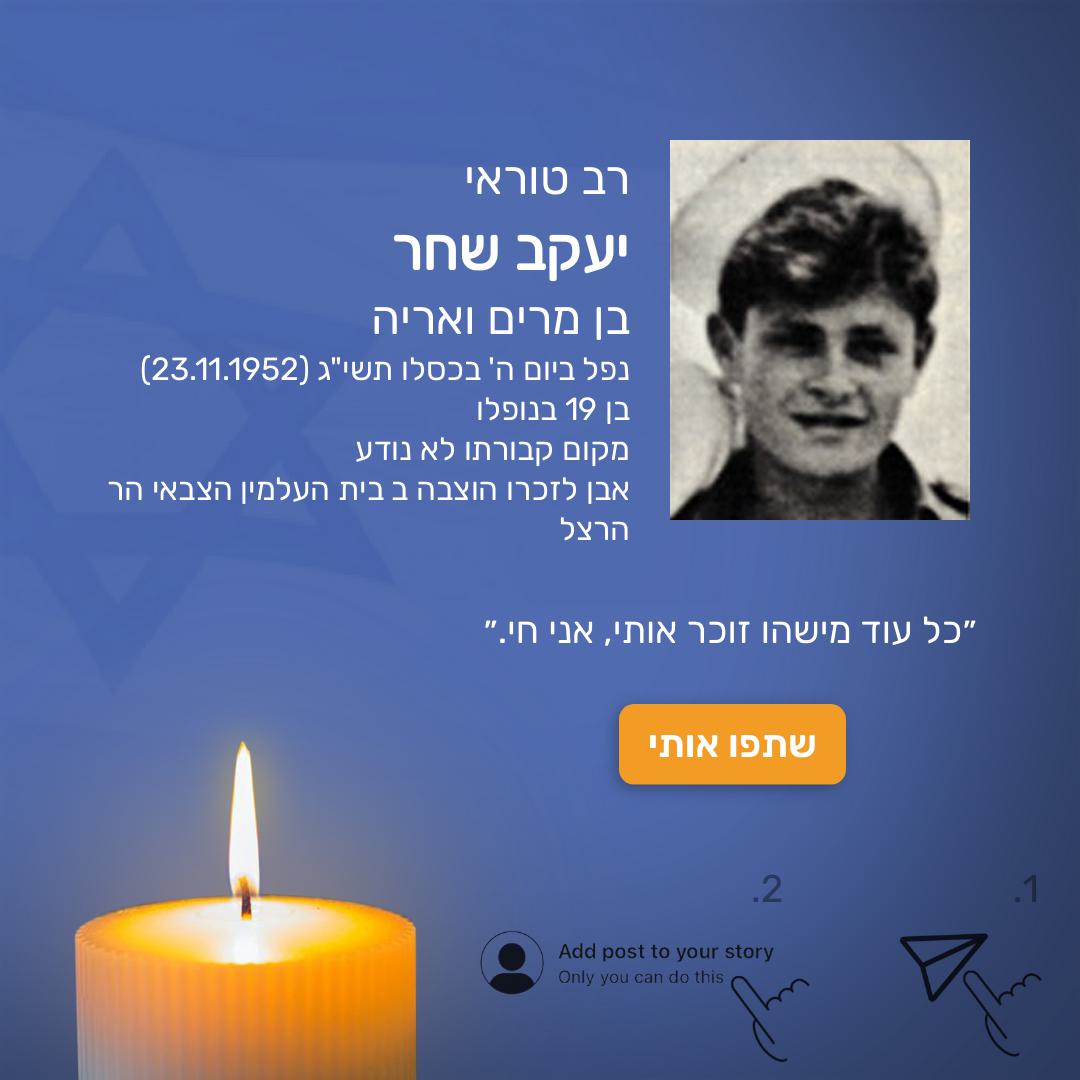 רב טוראי
יעקב שחר
בן מרים ואריה
נפל ביום ה' בכסלו תשי"ג (23.11.1952)
בן 19 בנופלו
מקום קבורתו לא נודע
אבן לזכרו הוצבה ב בית העלמין הצבאי הר
הרצל
"כל עוד מישהו זוכר אותי, אני חי."
שתפו אותי
.1
.2
Add post to your story
Only you can do this